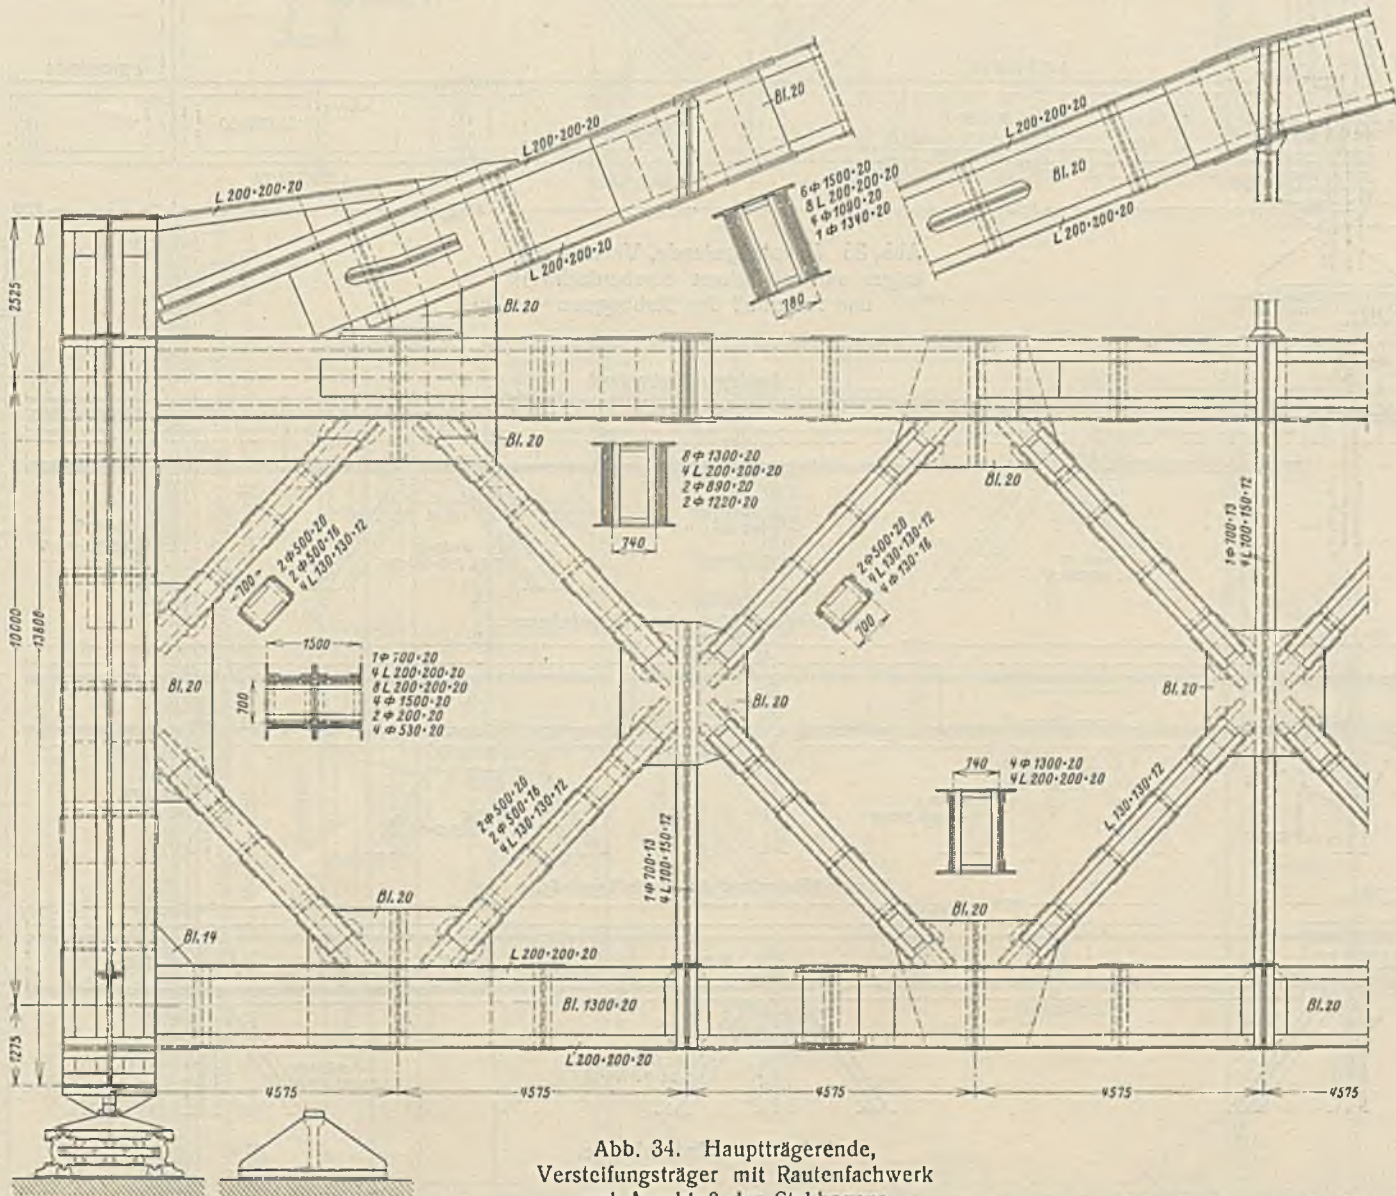 L 200·200·20
L 200·200·20
Bl. 20
L 200·200·20
6 ⌀ 1500·20
8 L 200·200·20
4 ⌀ 1090·20
1 ⌀ 1340·20
780
L 200·200·20
Bl. 20
L 200·200·20
Bl. 20
2525
10000
13800
1275
Bl. 20
8 ⌀ 1300·20
4 L 200·200·20
2 ⌀ 890·20
2 ⌀ 1220·20
740
Bl. 20
1 ⌀ 700·13
4 L 100·150·12
700
2 ⌀ 500·20
2 ⌀ 500·16
4 L 130·130·12
2 ⌀ 500·20
4 L 130·130·12
4 ⌀ 130·16
700
1500
700
1 ⌀ 700·20
4 L 200·200·20
8 L 200·200·20
4 ⌀ 1500·20
2 ⌀ 200·20
4 ⌀ 530·20
Bl. 20
Bl. 20
Bl. 20
2 ⌀ 500·20
2 ⌀ 500·16
4 L 130·130·12
1 ⌀ 700·13
4 L 100·150·12
740
4 ⌀ 1300·20
4 L 200·200·20
L 130·130·12
Bl. 20
Bl. 20
Bl. 14
L 200·200·20
Bl. 1300·20
Bl. 20
L 200·200·20
4575
4575
4575
4575
4575
Abb. 34. Hauptträgerende,
Versteifungsträger mit Rautenfachwerk